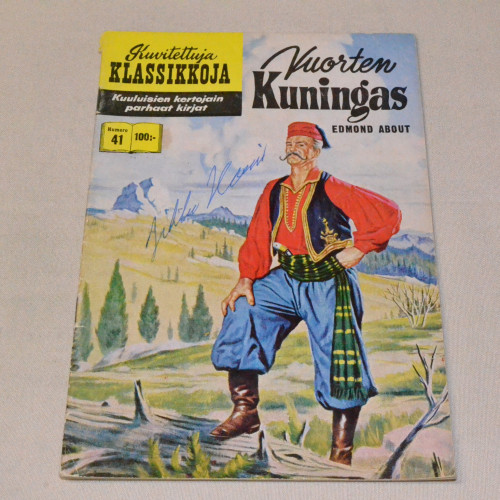 Kuvitettuja
KLASSIKKOJA
Kuuluisien kertojain
parhaat kirjat
Numero
41
100:-
Vuorten
Kuningas
EDMOND ABOUT